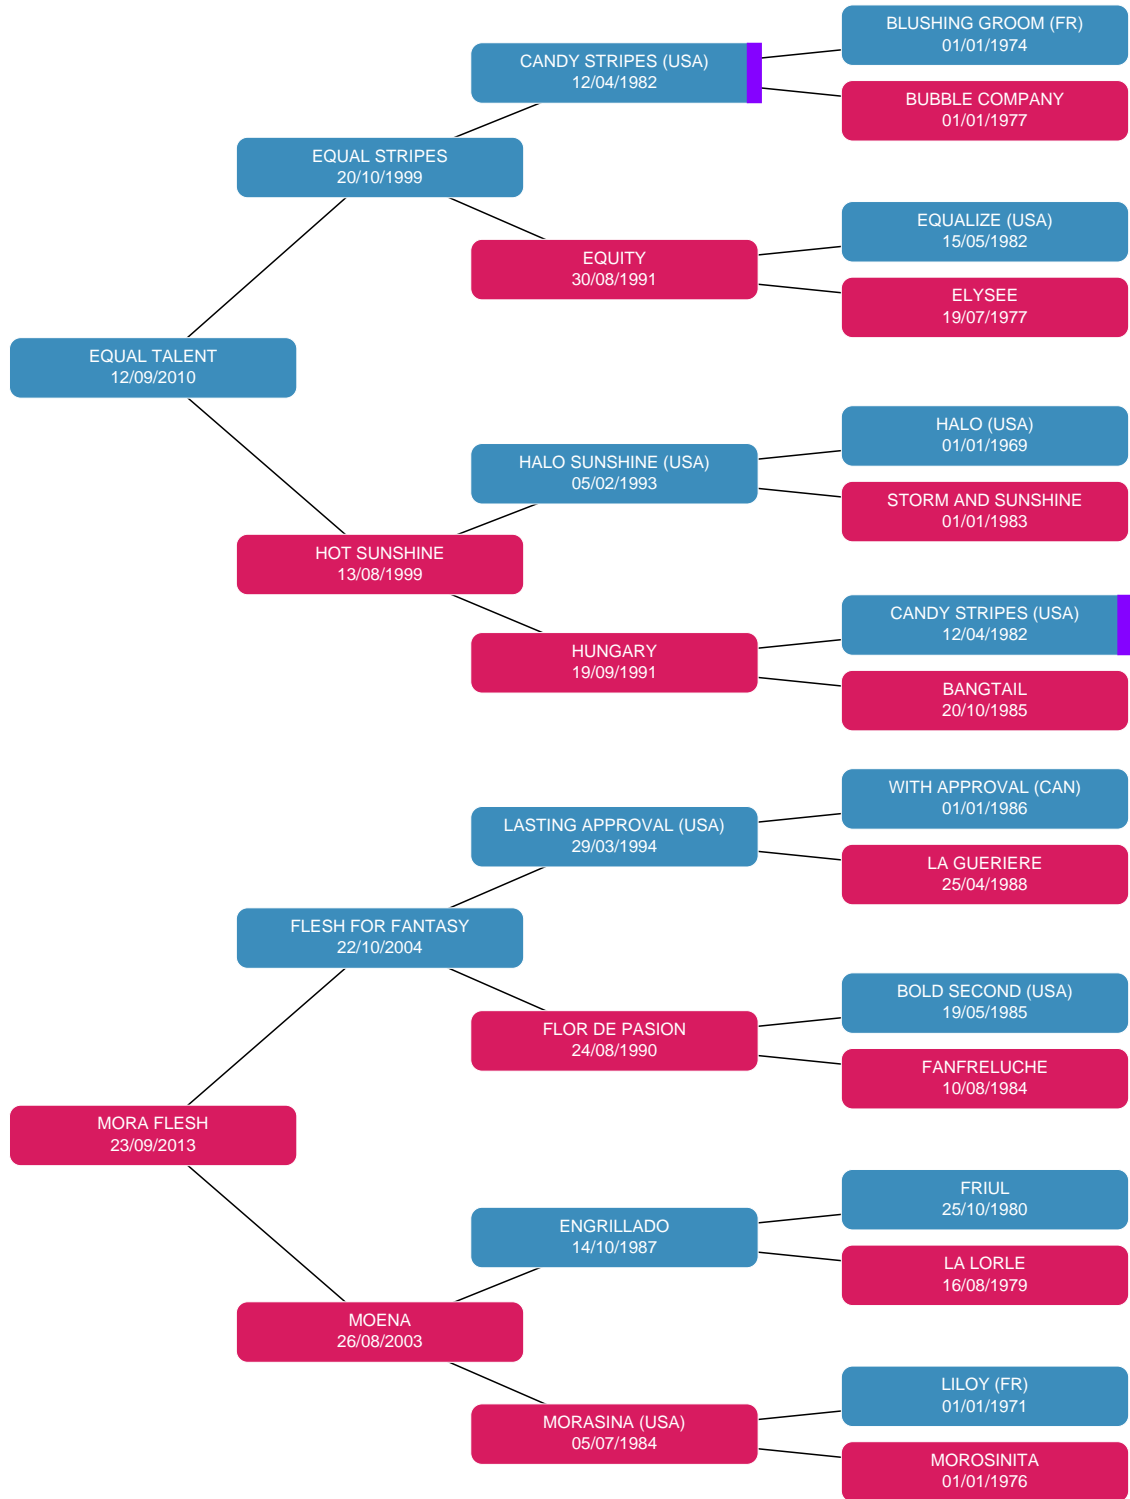 BLUSHING GROOM (FR)
01/01/1974
CANDY STRIPES (USA)
12/04/1982
BUBBLE COMPANY
01/01/1977
EQUAL STRIPES
20/10/1999
EQUALIZE (USA)
15/05/1982
EQUITY
30/08/1991
ELYSEE
19/07/1977
EQUAL TALENT
12/09/2010
HALO (USA)
01/01/1969
HALO SUNSHINE (USA)
05/02/1993
STORM AND SUNSHINE
01/01/1983
HOT SUNSHINE
13/08/1999
CANDY STRIPES (USA)
12/04/1982
HUNGARY
19/09/1991
BANGTAIL
20/10/1985
WITH APPROVAL (CAN)
01/01/1986
LASTING APPROVAL (USA)
29/03/1994
LA GUERIERE
25/04/1988
FLESH FOR FANTASY
22/10/2004
BOLD SECOND (USA)
19/05/1985
FLOR DE PASION
24/08/1990
FANFRELUCHE
10/08/1984
MORA FLESH
23/09/2013
FRIUL
25/10/1980
ENGRILLADO
14/10/1987
LA LORLE
16/08/1979
MOENA
26/08/2003
LILOY (FR)
01/01/1971
MORASINA (USA)
05/07/1984
MOROSINITA
01/01/1976